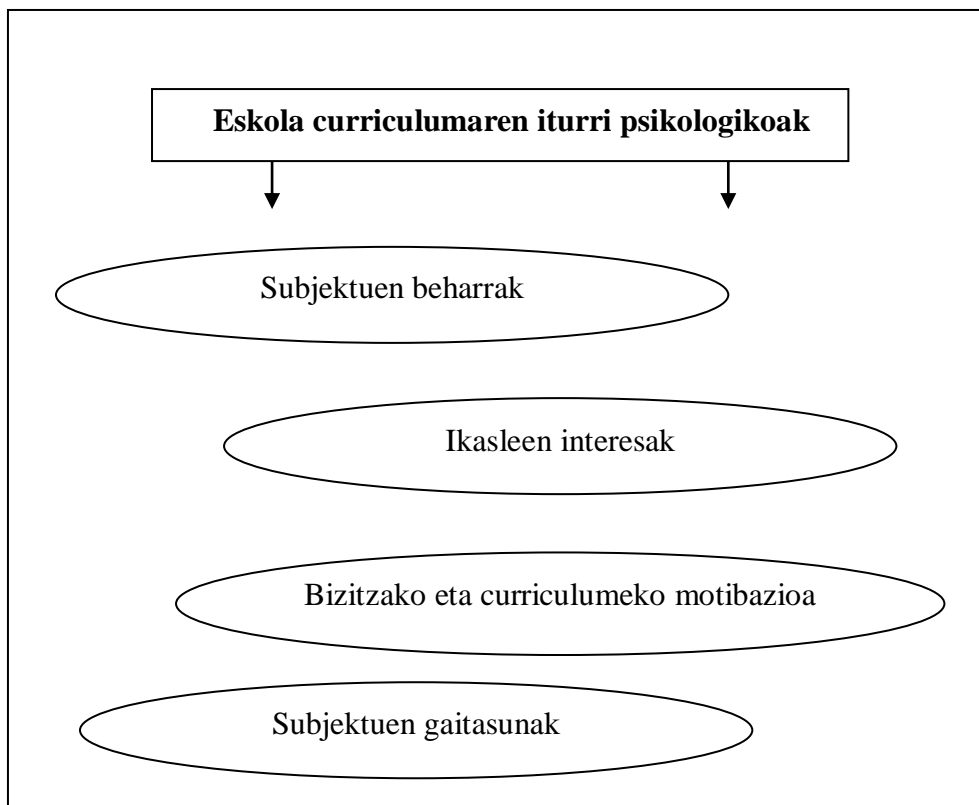 Eskola curriculumaren iturri psikologikoak
Subjektuen beharrak
Ikasleen interesak
Bizitzako eta curriculumeko motibazioa
Subjektuen gaitasunak